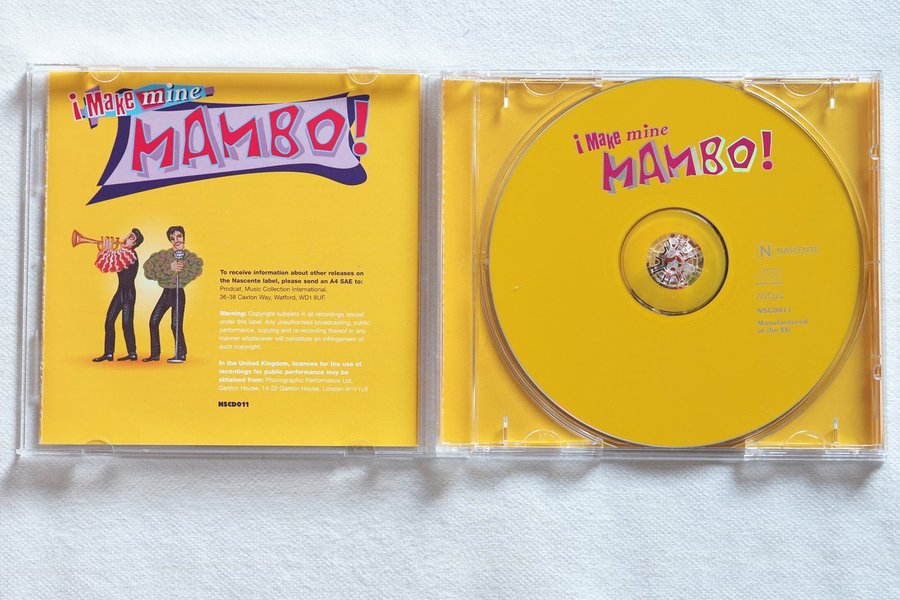 i Make mine
MAMBO!
To receive information about other releases on
the Nascente label, please send an A4 SAE to:
Prodcat, Music Collection International,
36-38 Caxton Way, Watford, WD1 8UF.
Warning: Copyright subsists in all recordings issued
under this label. Any unauthorised broadcasting, public
performance, copying and re-recording thereof in any
manner whatsoever will constitute an infringement of
such copyright.
In the United Kingdom, licences for the use of
recordings for public performance may be
obtained from: Phonographic Performance Ltd,
Ganton House, 14-22 Ganton House, London W1V1LB
NSCD011
i Make mine
MAMBO!
N NASCENTE
NSCD011
Manufactured
in the EU